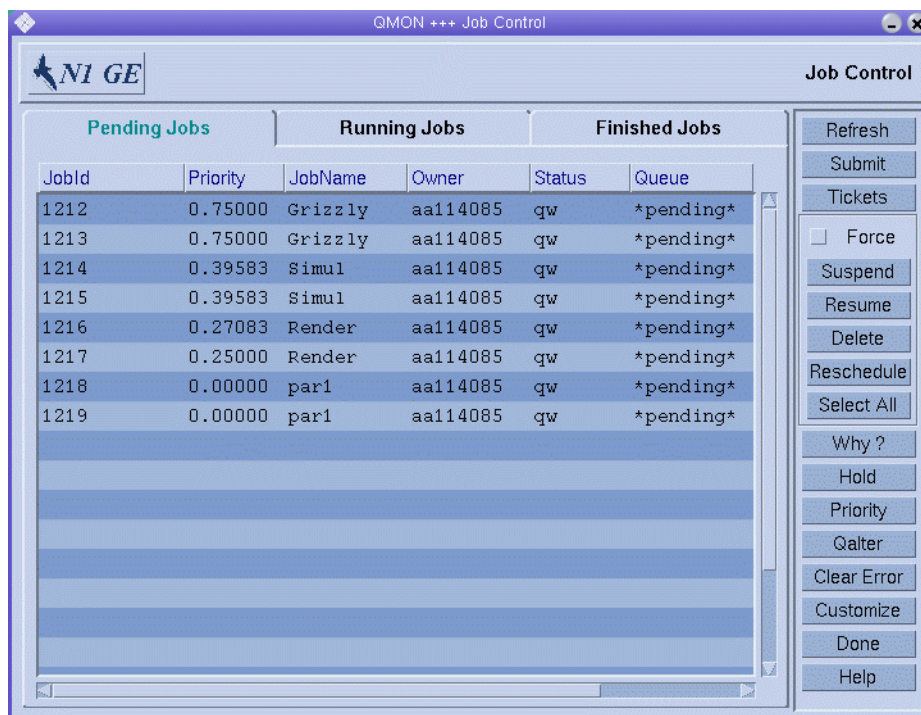 QMON +++ Job Control
N1 GE
Job Control
Pending Jobs Running Jobs Finished Jobs
JobId Priority JobName Owner Status Queue
1212 0.75000 Grizzly aa114085 qw *pending*
1213 0.75000 Grizzly aa114085 qw *pending*
1214 0.39583 Simul aa114085 qw *pending*
1215 0.39583 Simul aa114085 qw *pending*
1216 0.27083 Render aa114085 qw *pending*
1217 0.25000 Render aa114085 qw *pending*
1218 0.00000 par1 aa114085 qw *pending*
1219 0.00000 par1 aa114085 qw *pending*
Refresh
Submit
Tickets
Force
Suspend
Resume
Delete
Reschedule
Select All
Why ?
Hold
Priority
Qalter
Clear Error
Customize
Done
Help